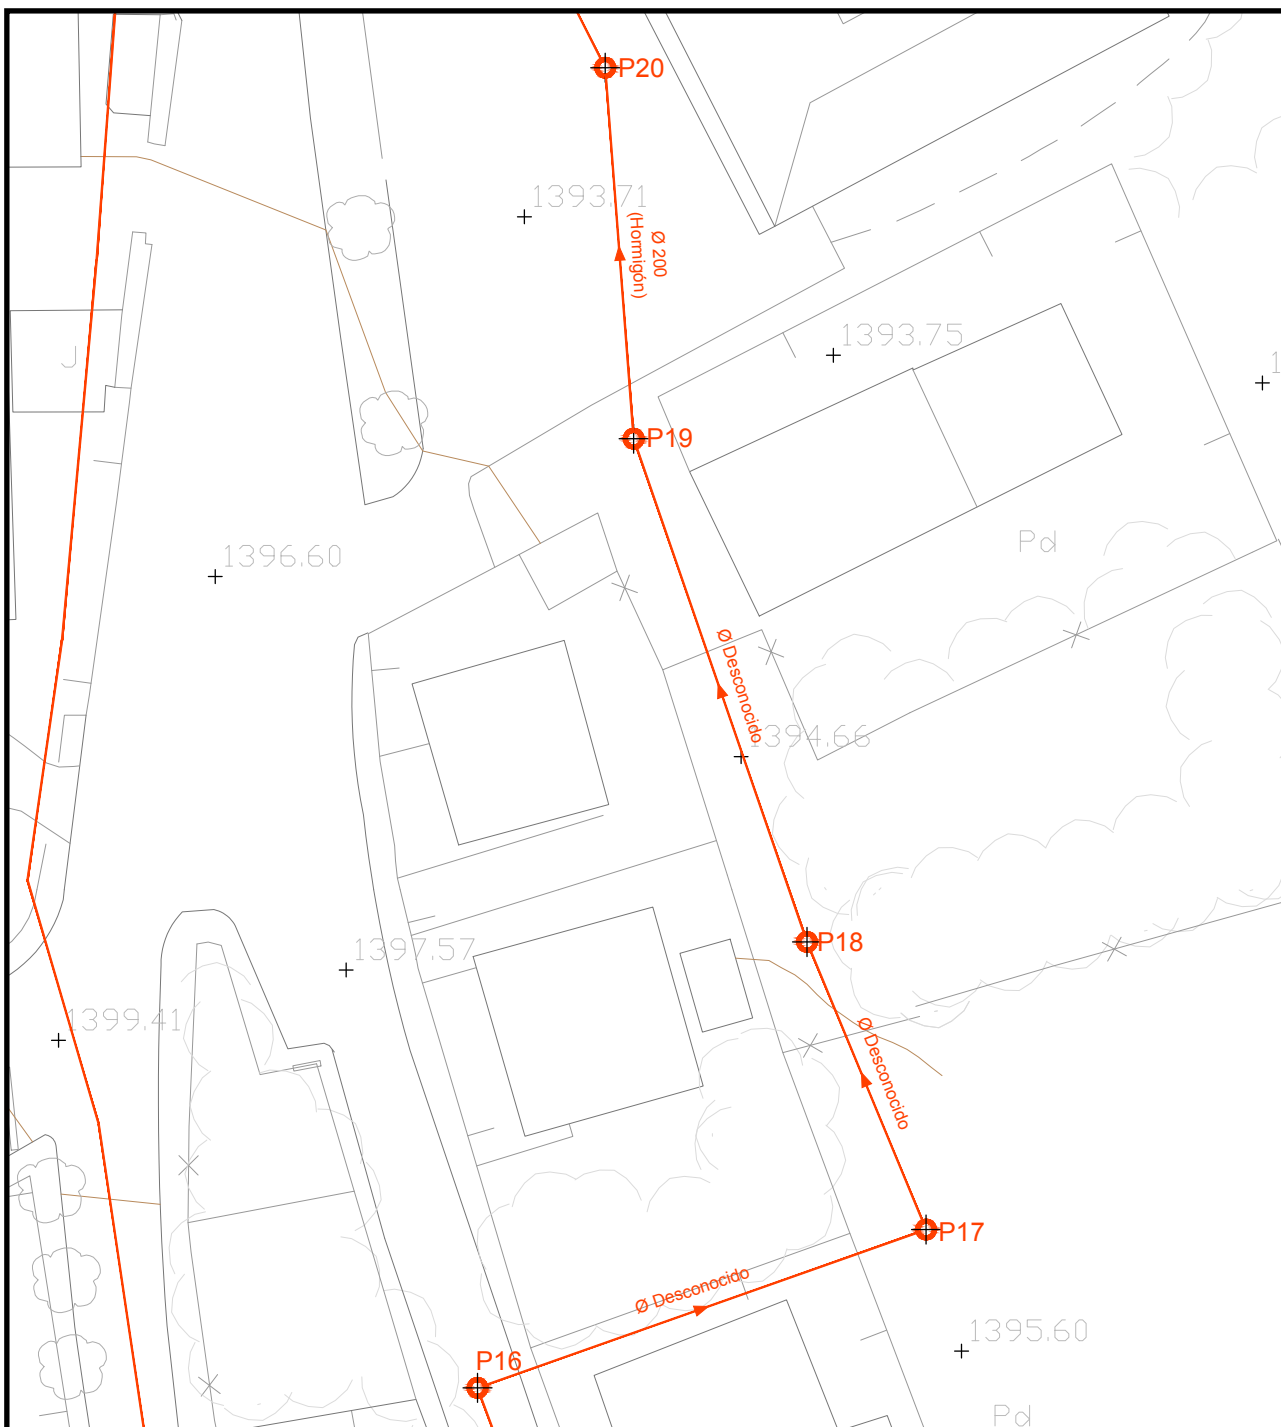 P20
1393.71
Ø 200
(Hormigón)
1393.75
1
J
P19
Pd
1396.60
Ø Desconocido
1394.66
P18
1397.57
1399.41
Ø Desconocido
P17
Ø Desconocido
1395.60
P16
Pd